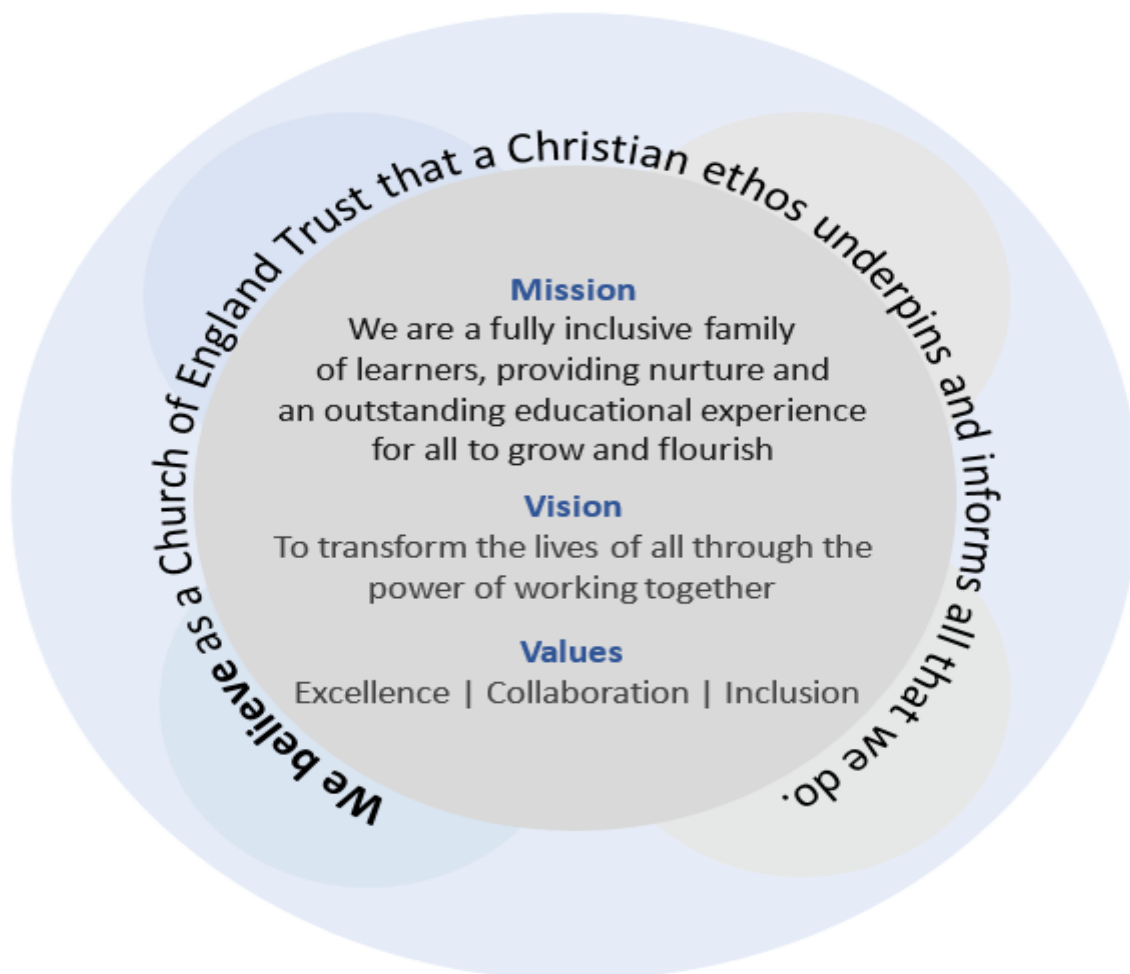 We believe as a Church of England Trust that a Christian ethos underpins and informs all that we do.
Mission
We are a fully inclusive family
of learners, providing nurture and
an outstanding educational experience
for all to grow and flourish
Vision
To transform the lives of all through the
power of working together
Values
Excellence | Collaboration | Inclusion